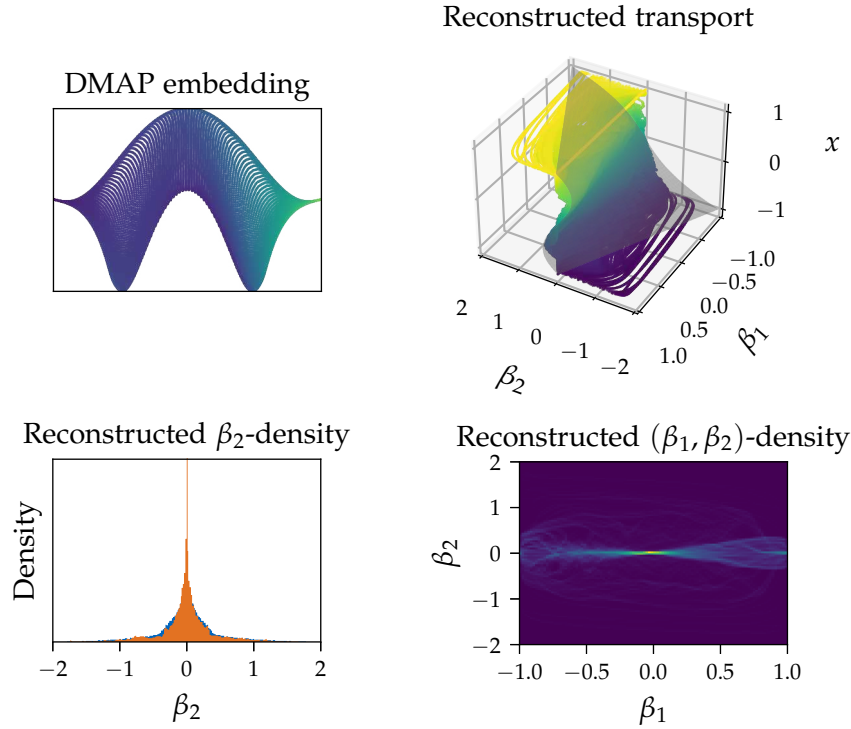 Reconstructed transport
DMAP embedding
1
0
−1
x
2
1
0
−1
−2
β₂
−1.0
−0.5
0.0
0.5
1.0
β₁
Reconstructed β₂-density
Density
−2
−1
0
1
2
β₂
Reconstructed (β₁, β₂)-density
2
1
0
−1
−2
β₂
−1.0
−0.5
0.0
0.5
1.0
β₁